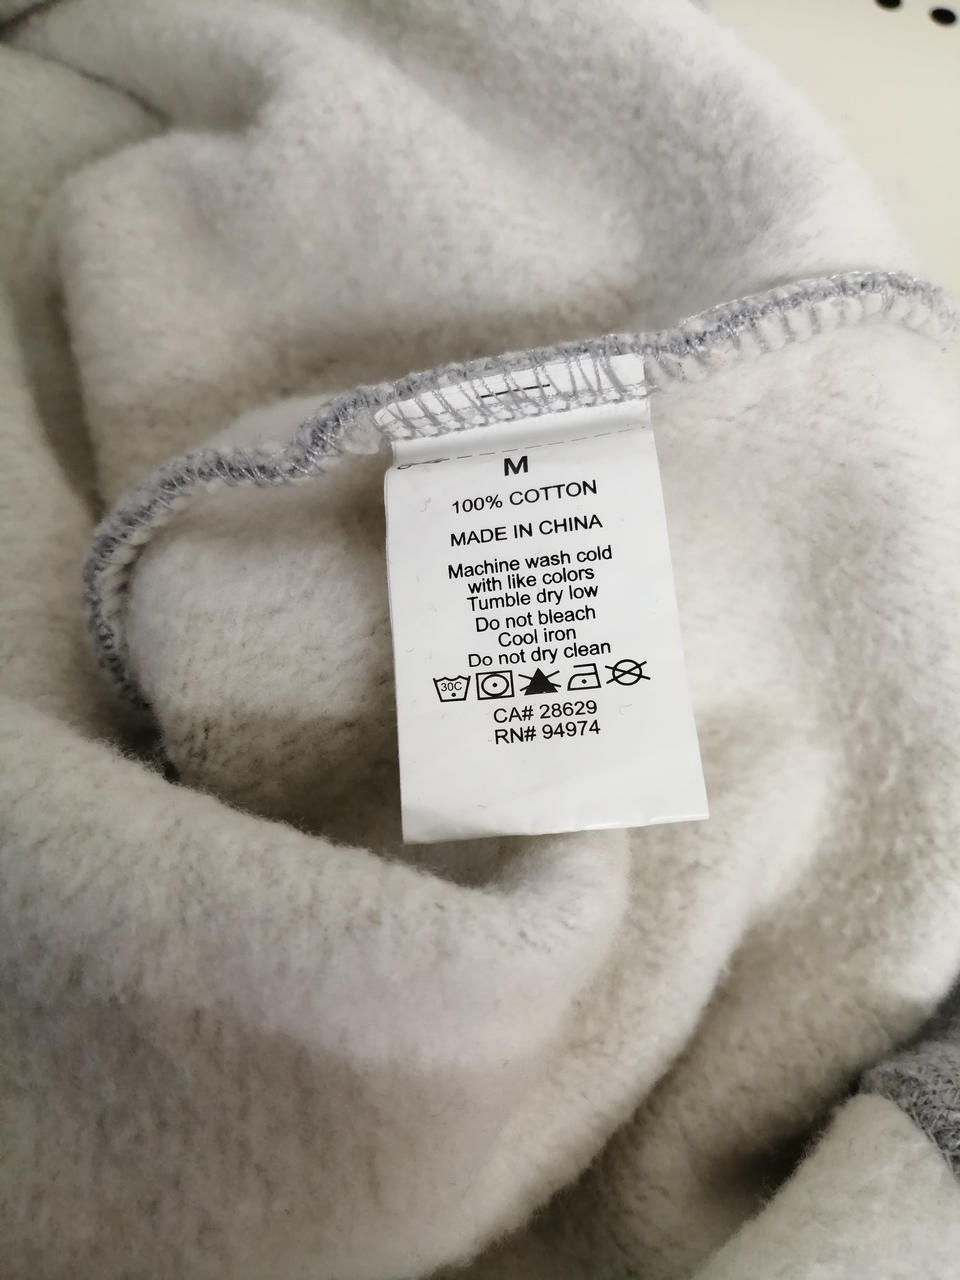 M
100% COTTON
MADE IN CHINA
Machine wash cold
with like colors
Tumble dry low
Do not bleach
Cool iron
Do not dry clean
30C
CA# 28629
RN# 94974